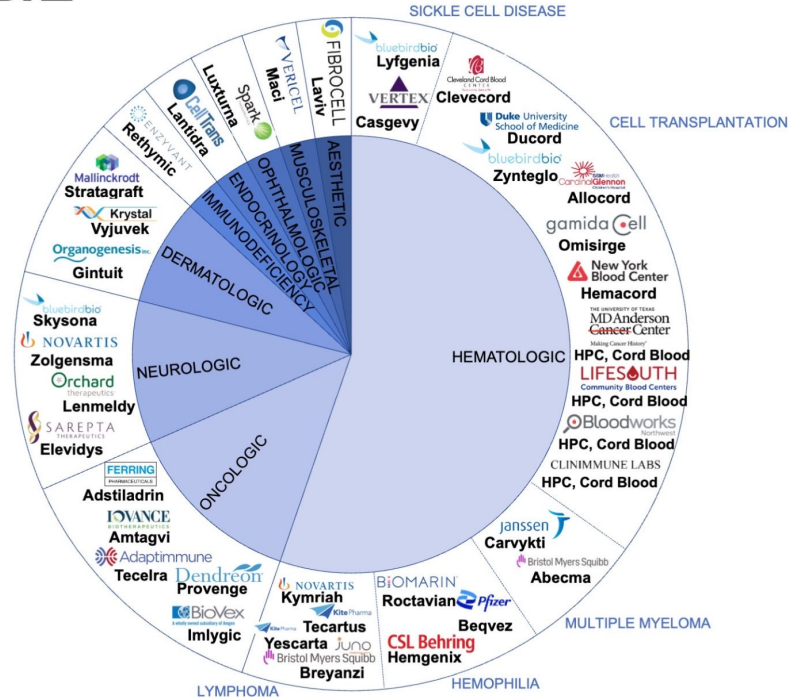 SICKLE CELL DISEASE
bluebirdbio
Lyfgenia
VERTEX
Casgevy
Cleveland Cord Blood
CENTER
Clevecord
CELL TRANSPLANTATION
Duke University
School of Medicine
Ducord
bluebirdbio
Zynteglo
SSMHealth
CardinalGlennon
Allocord
gamida Cell
Omisirge
New York
Blood Center
Hemacord
THE UNIVERSITY OF TEXAS
MDAnderson
Cancer Center
Making Cancer History
HPC, Cord Blood
LIFESOUTH
Community Blood Centers
HPC, Cord Blood
Bloodworks
Northwest
HPC, Cord Blood
CLINIMMUNE LABS
HPC, Cord Blood
janssen
Carvykti
Bristol Myers Squibb
Abecma
MULTIPLE MYELOMA
BIOMARIN
Roctavian
Pfizer
Beqvez
CSL Behring
Hemgenix
HEMOPHILIA
NOVARTIS
Kymriah
Kite Pharma
Tecartus
Kite Pharma
Yescarta
juno
Bristol Myers Squibb
Breyanzi
LYMPHOMA
FERRING
PHARMACEUTICALS
Adstiladrin
IOVANCE
BIOTHERAPEUTICS
Amtagvi
Adaptimmune
Tecelra
Dendreon
Provenge
BioVex
A wholly owned subsidiary of Amgen
Imlygic
bluebirdbio
Skysona
NOVARTIS
Zolgensma
Orchard
therapeutics
Lenmeldy
SAREPTA
THERAPEUTICS
Elevidys
Mallinckrodt
Stratagraft
Krystal
Vyjuvek
Organogenesis Inc.
Gintuit
ENZYVANT
Rethymic
CellTrans
Lantidra
Luxturna
Spark
VERICEL
Maci
FIBROCELL
Laviv
HEMATOLOGIC
ONCOLOGIC
NEUROLOGIC
DERMATOLOGIC
IMMUNODEFICIENCY
ENDOCRINOLOGY
OPHTHALMOLOGIC
MUSCULOSKELETAL
AESTHETIC